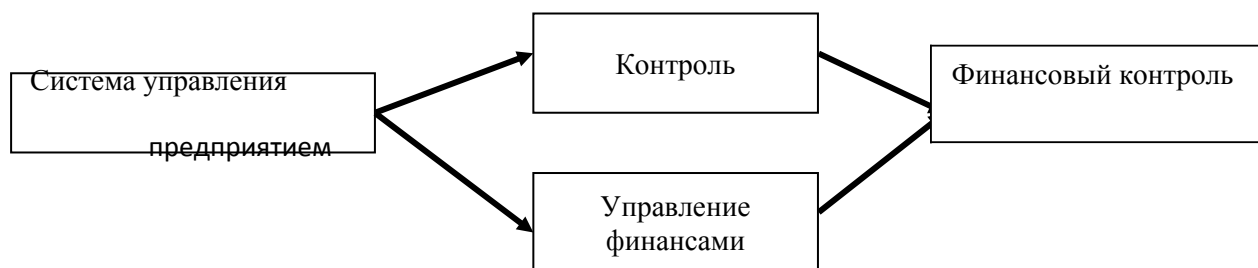 Система управления
предприятием
Контроль
Управление
финансами
Финансовый контроль